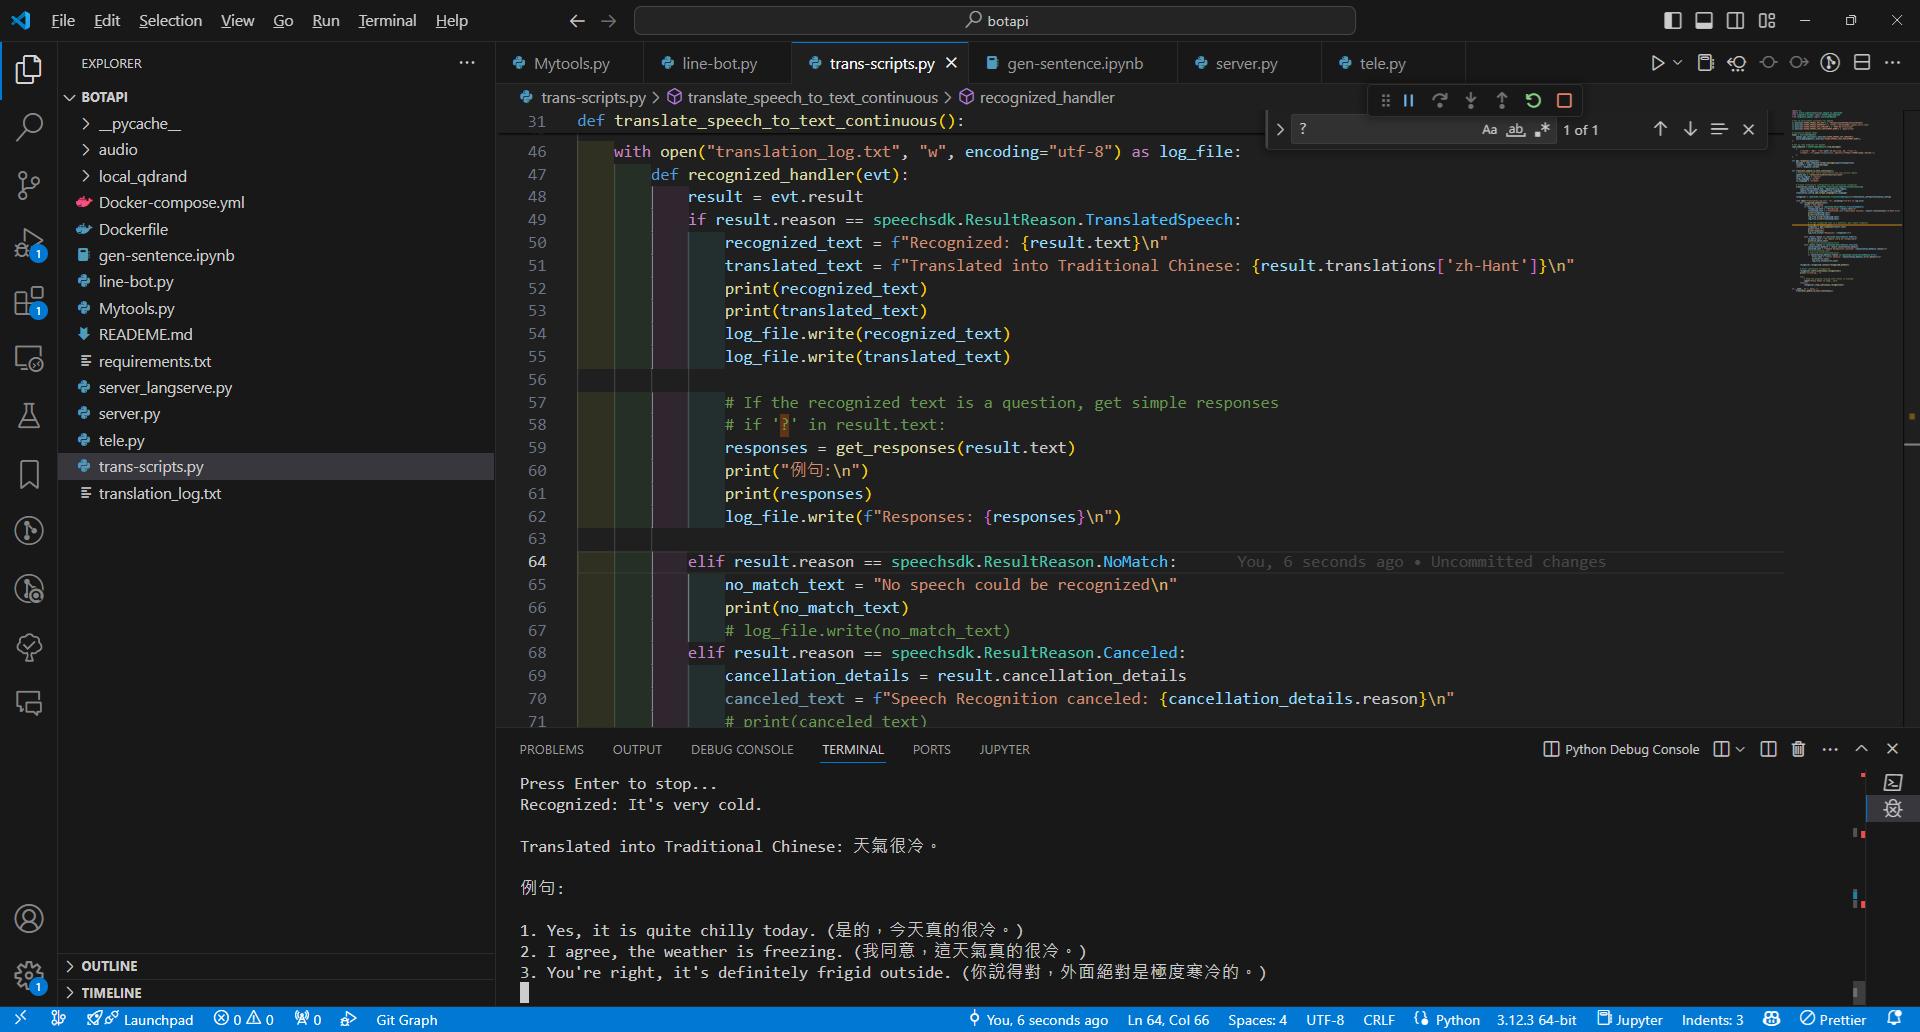 File Edit Selection View Go Run Terminal Help
botapi
EXPLORER
BOTAPI
__pycache__
audio
local_qdrand
Docker-compose.yml
Dockerfile
gen-sentence.ipynb
line-bot.py
Mytools.py
READEME.md
requirements.txt
server_langserve.py
server.py
tele.py
trans-scripts.py
translation_log.txt
OUTLINE
TIMELINE
1
1
1
Mytools.py line-bot.py trans-scripts.py gen-sentence.ipynb server.py tele.py
trans-scripts.py > translate_speech_to_text_continuous > recognized_handler
? Aa ab 1 of 1
31 def translate_speech_to_text_continuous():
46 with open("translation_log.txt", "w", encoding="utf-8") as log_file:
47 def recognized_handler(evt):
48 result = evt.result
49 if result.reason == speechsdk.ResultReason.TranslatedSpeech:
50 recognized_text = f"Recognized: {result.text}\n"
51 translated_text = f"Translated into Traditional Chinese: {result.translations['zh-Hant']}\n"
52 print(recognized_text)
53 print(translated_text)
54 log_file.write(recognized_text)
55 log_file.write(translated_text)
56
57 # If the recognized text is a question, get simple responses
58 # if '?' in result.text:
59 responses = get_responses(result.text)
60 print("例句:\n")
61 print(responses)
62 log_file.write(f"Responses: {responses}\n")
63
64 elif result.reason == speechsdk.ResultReason.NoMatch: You, 6 seconds ago • Uncommitted changes
65 no_match_text = "No speech could be recognized\n"
66 print(no_match_text)
67 # log_file.write(no_match_text)
68 elif result.reason == speechsdk.ResultReason.Canceled:
69 cancellation_details = result.cancellation_details
70 canceled_text = f"Speech Recognition canceled: {cancellation_details.reason}\n"
71 # print(canceled_text)
PROBLEMS OUTPUT DEBUG CONSOLE TERMINAL PORTS JUPYTER
Python Debug Console
Press Enter to stop...
Recognized: It's very cold.
Translated into Traditional Chinese: 天氣很冷。
例句:
1. Yes, it is quite chilly today. (是的，今天真的很冷。)
2. I agree, the weather is freezing. (我同意，這天氣真的很冷。)
3. You're right, it's definitely frigid outside. (你說得對，外面絕對是極度寒冷的。)
Launchpad 0 0 0 Git Graph You, 6 seconds ago Ln 64, Col 66 Spaces: 4 UTF-8 CRLF Python 3.12.3 64-bit Jupyter Indents: 3 Prettier